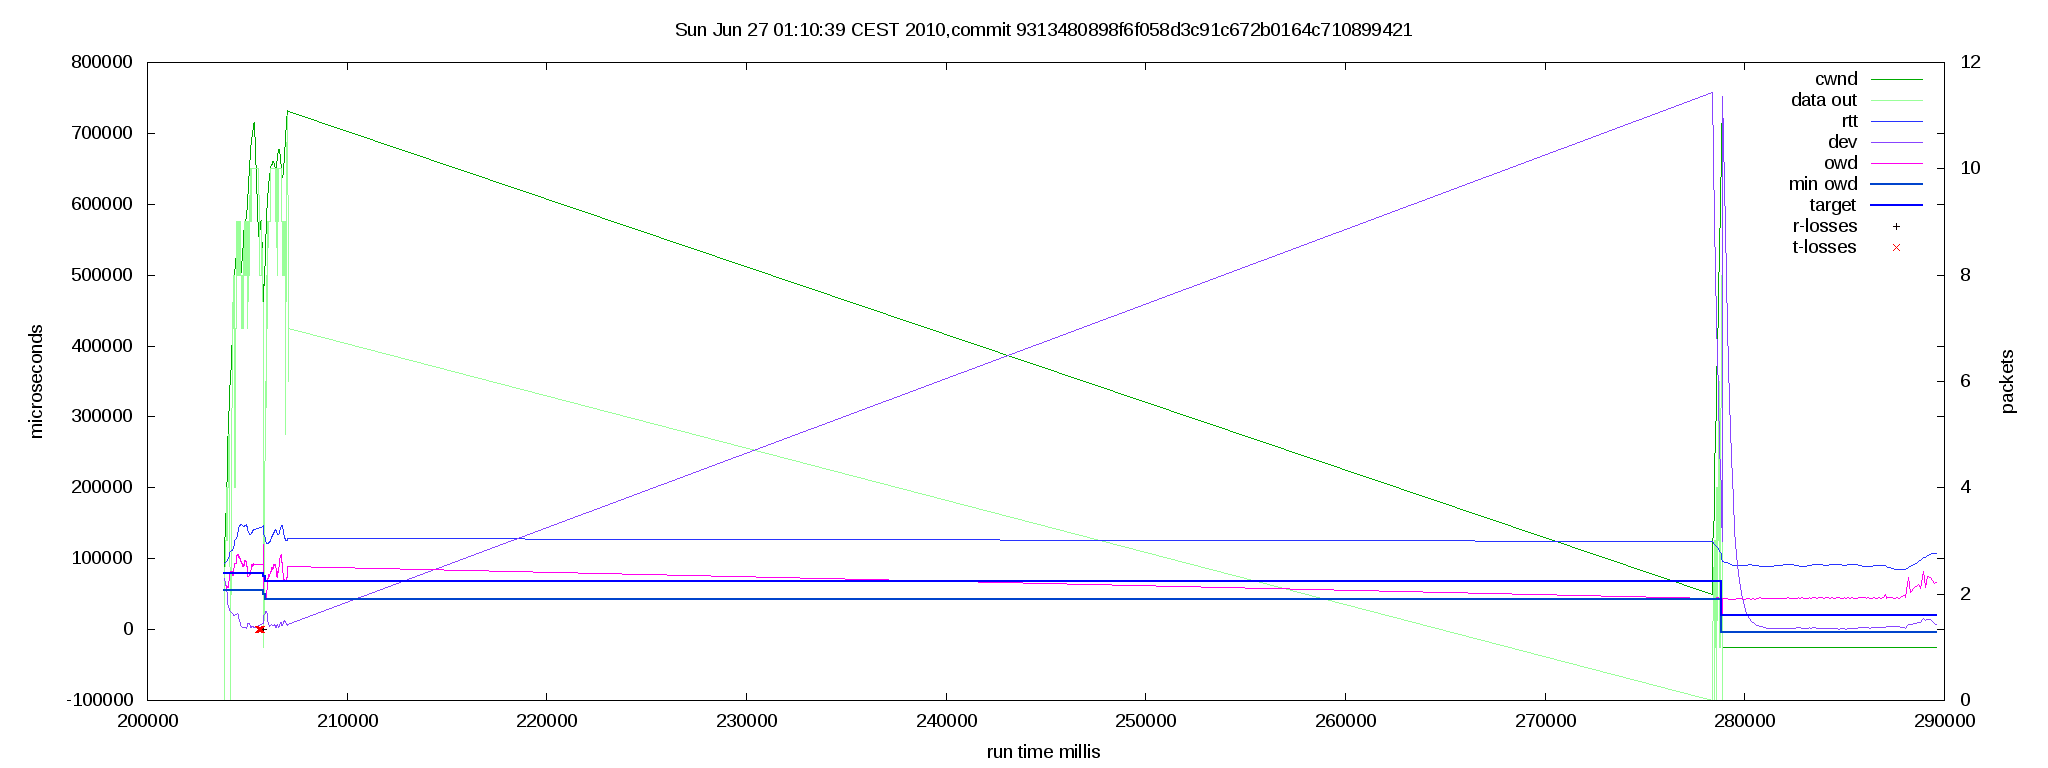 Sun Jun 27 01:10:39 CEST 2010,commit 9313480898f6f058d3c91c672b0164c710899421
800000
700000
600000
500000
400000
300000
200000
100000
0
-100000
microseconds
200000 210000 220000 230000 240000 250000 260000 270000 280000 290000
run time millis
12
10
8
6
4
2
0
packets
cwnd
data out
rtt
dev
owd
min owd
target
r-losses
t-losses